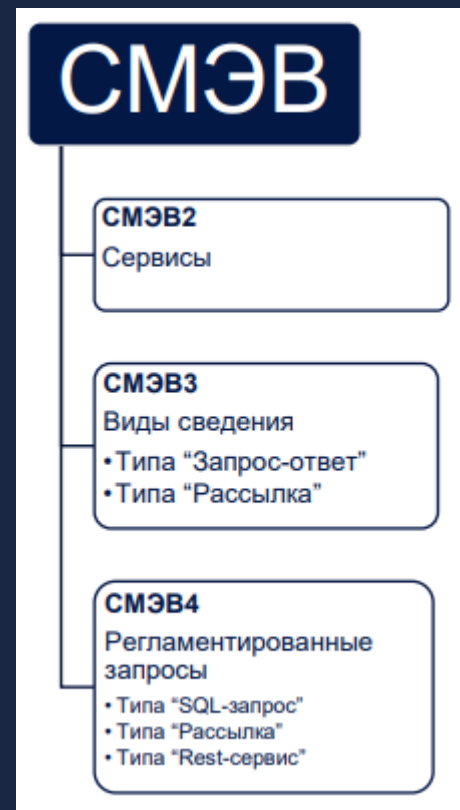 СМЭВ
СМЭВ2
Сервисы
СМЭВ3
Виды сведения
•Типа “Запрос-ответ”
•Типа “Рассылка”
СМЭВ4
Регламентированные
запросы
• Типа “SQL-запрос”
• Типа “Рассылка”
• Типа “Rest-сервис”